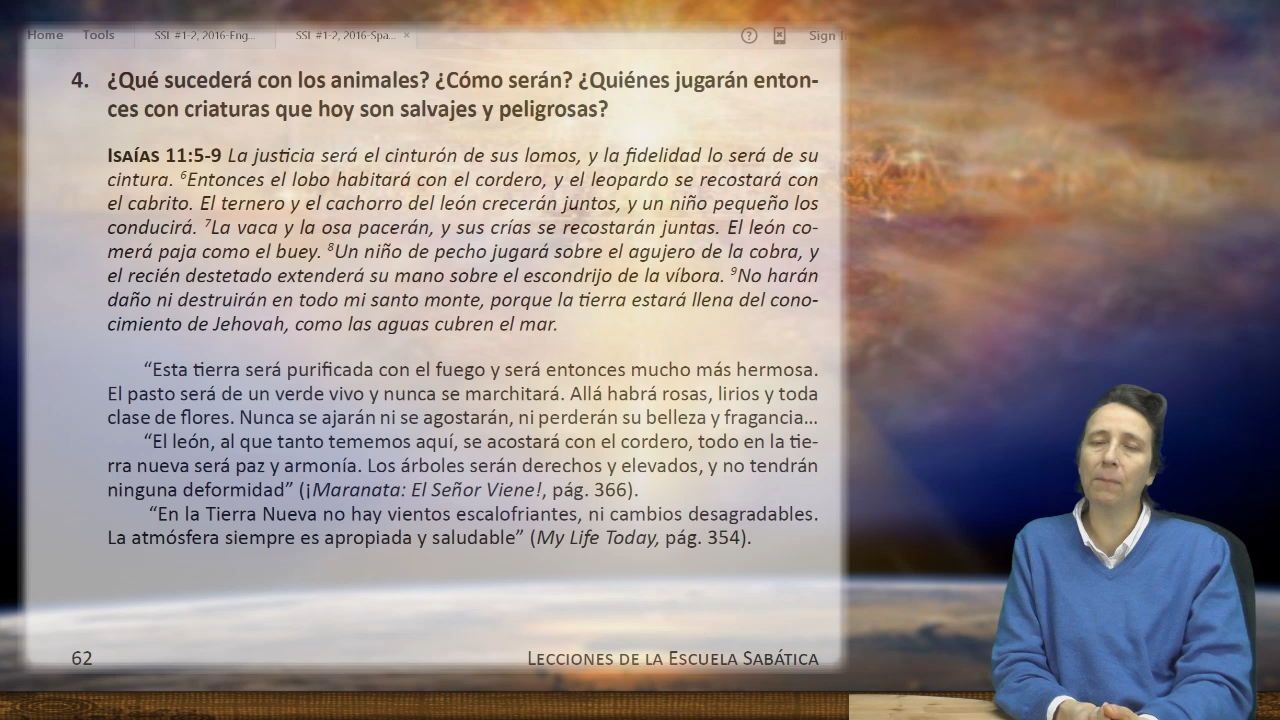 Home Tools SSL #1-2, 2016-Eng... SSL #1-2, 2016-Spa... × ? Sign I
4. ¿Qué sucederá con los animales? ¿Cómo serán? ¿Quiénes jugarán enton-
ces con criaturas que hoy son salvajes y peligrosas?
ISAÍAS 11:5-9 La justicia será el cinturón de sus lomos, y la fidelidad lo será de su
cintura. ⁶Entonces el lobo habitará con el cordero, y el leopardo se recostará con
el cabrito. El ternero y el cachorro del león crecerán juntos, y un niño pequeño los
conducirá. ⁷La vaca y la osa pacerán, y sus crías se recostarán juntas. El león co-
merá paja como el buey. ⁸Un niño de pecho jugará sobre el agujero de la cobra, y
el recién destetado extenderá su mano sobre el escondrijo de la víbora. ⁹No harán
daño ni destruirán en todo mi santo monte, porque la tierra estará llena del cono-
cimiento de Jehovah, como las aguas cubren el mar.
“Esta tierra será purificada con el fuego y será entonces mucho más hermosa.
El pasto será de un verde vivo y nunca se marchitará. Allá habrá rosas, lirios y toda
clase de flores. Nunca se ajarán ni se agostarán, ni perderán su belleza y fragancia...
“El león, al que tanto tememos aquí, se acostará con el cordero, todo en la tie-
rra nueva será paz y armonía. Los árboles serán derechos y elevados, y no tendrán
ninguna deformidad” (¡Maranata: El Señor Viene!, pág. 366).
“En la Tierra Nueva no hay vientos escalofriantes, ni cambios desagradables.
La atmósfera siempre es apropiada y saludable” (My Life Today, pág. 354).
62 LECCIONES DE LA ESCUELA SABÁTICA